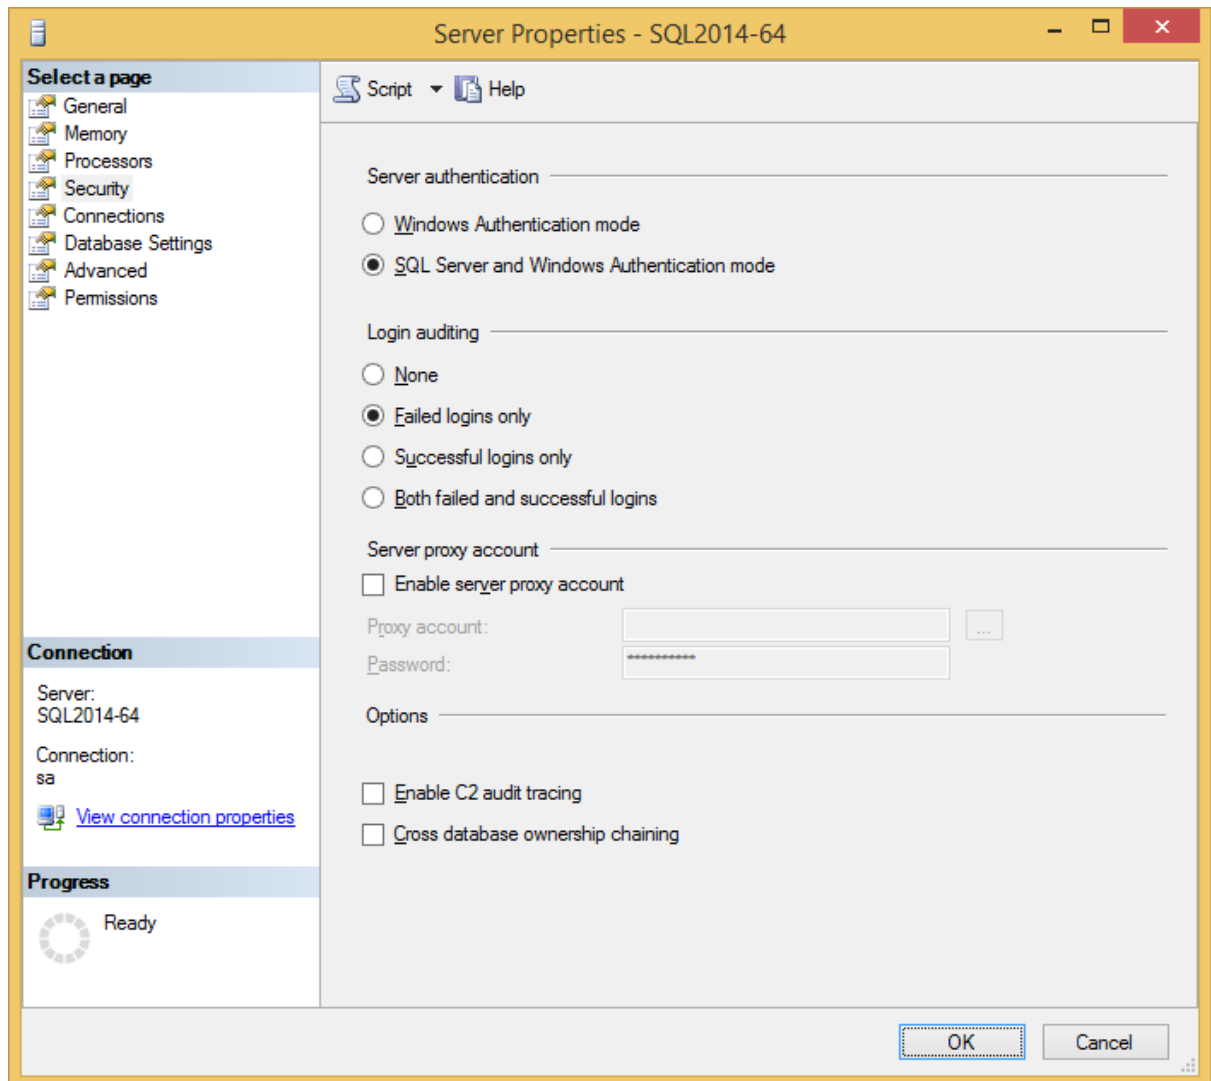 Server Properties - SQL2014-64
Select a page
General
Memory
Processors
Security
Connections
Database Settings
Advanced
Permissions
Connection
Server:
SQL2014-64
Connection:
sa
View connection properties
Progress
Ready
Script
Help
Server authentication
Windows Authentication mode
SQL Server and Windows Authentication mode
Login auditing
None
Failed logins only
Successful logins only
Both failed and successful logins
Server proxy account
Enable server proxy account
Proxy account:
...
Password:
**********
Options
Enable C2 audit tracing
Cross database ownership chaining
OK
Cancel